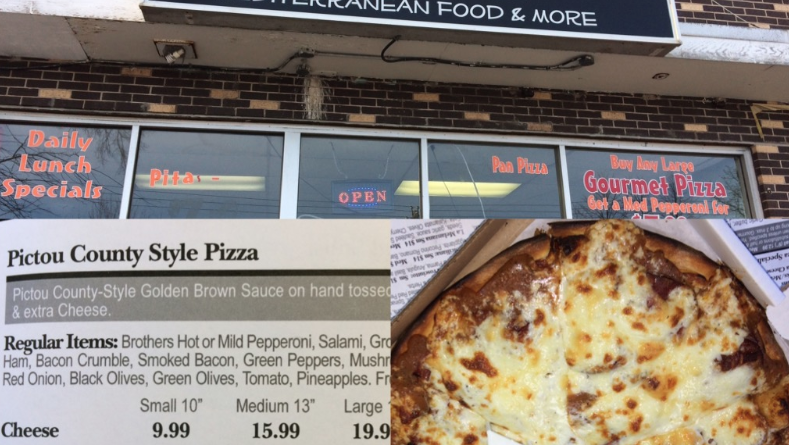 FOOD & MORE
Daily
Lunch
Specials
Pitas -
OPEN
Pan Pizza
Buy Any Large
Gourmet Pizza
Get a Med Pepperoni For
Pictou County Style Pizza
Pictou County-Style Golden Brown Sauce on hand tossed
& extra Cheese.
Regular Items: Brothers Hot or Mild Pepperoni, Salami,
Ham, Bacon Crumble, Smoked Bacon, Green Peppers,
Red Onion, Black Olives, Green Olives, Tomato, Pineapples.
Small 10” Medium 13” Large
Cheese 9.99 15.99